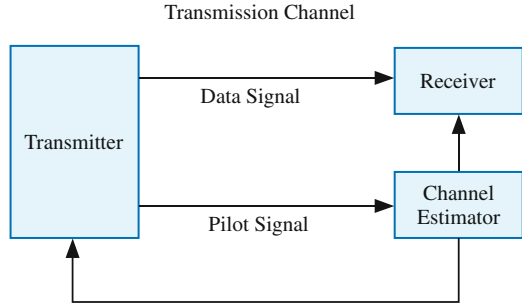 Transmission Channel
Data Signal
Receiver
Transmitter
Pilot Signal
Channel
Estimator